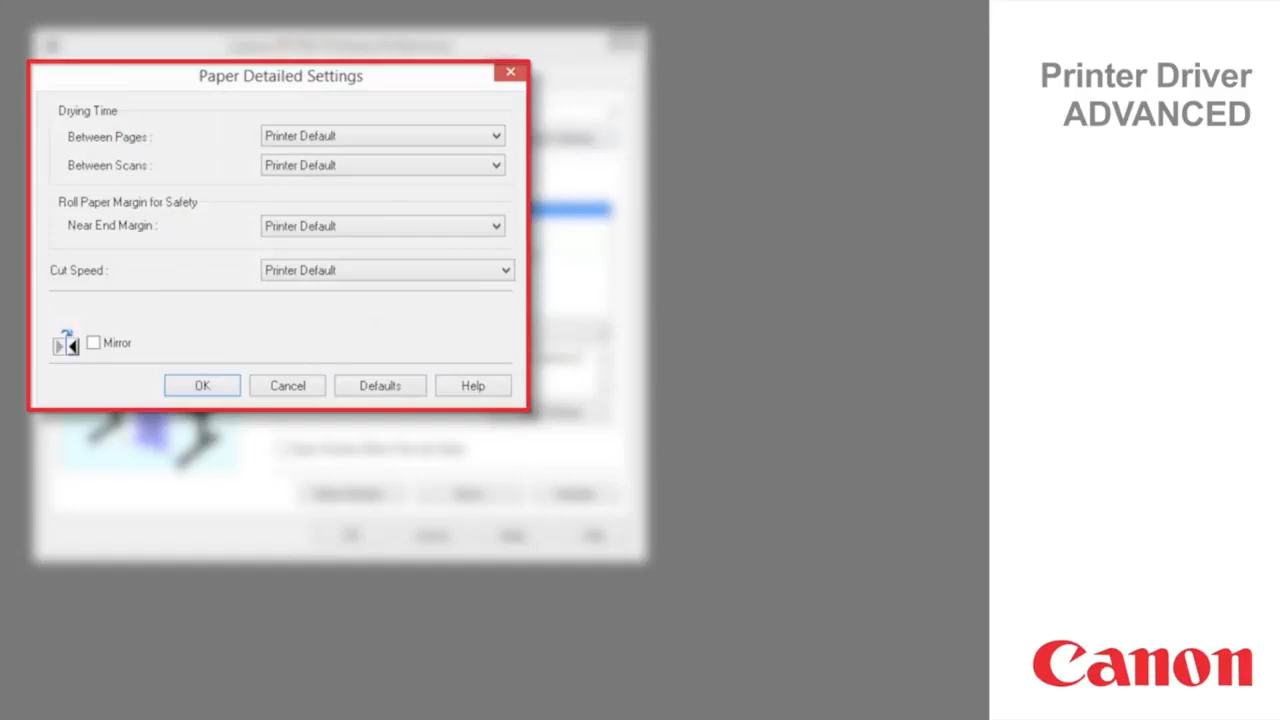 Paper Detailed Settings
Drying Time
Between Pages : Printer Default
Between Scans : Printer Default
Roll Paper Margin for Safety
Near End Margin : Printer Default
Cut Speed : Printer Default
Mirror
OK Cancel Defaults Help
Printer Driver
ADVANCED
Canon